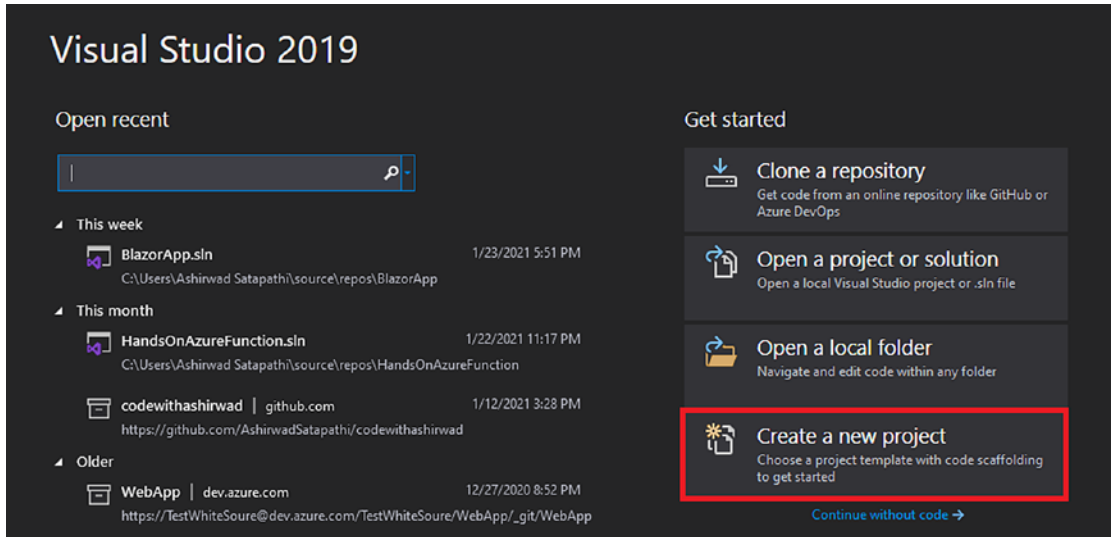 Visual Studio 2019
Open recent
This week
BlazorApp.sln 1/23/2021 5:51 PM
C:\Users\Ashirwad Satapathi\source\repos\BlazorApp
This month
HandsOnAzureFunction.sln 1/22/2021 11:17 PM
C:\Users\Ashirwad Satapathi\source\repos\HandsOnAzureFunction
codewithashirwad | github.com 1/12/2021 3:28 PM
https://github.com/AshirwadSatapathi/codewithashirwad
Older
WebApp | dev.azure.com 12/27/2020 8:52 PM
https://TestWhiteSoure@dev.azure.com/TestWhiteSoure/WebApp/_git/WebApp
Get started
Clone a repository
Get code from an online repository like GitHub or
Azure DevOps
Open a project or solution
Open a local Visual Studio project or .sln file
Open a local folder
Navigate and edit code within any folder
Create a new project
Choose a project template with code scaffolding
to get started
Continue without code →